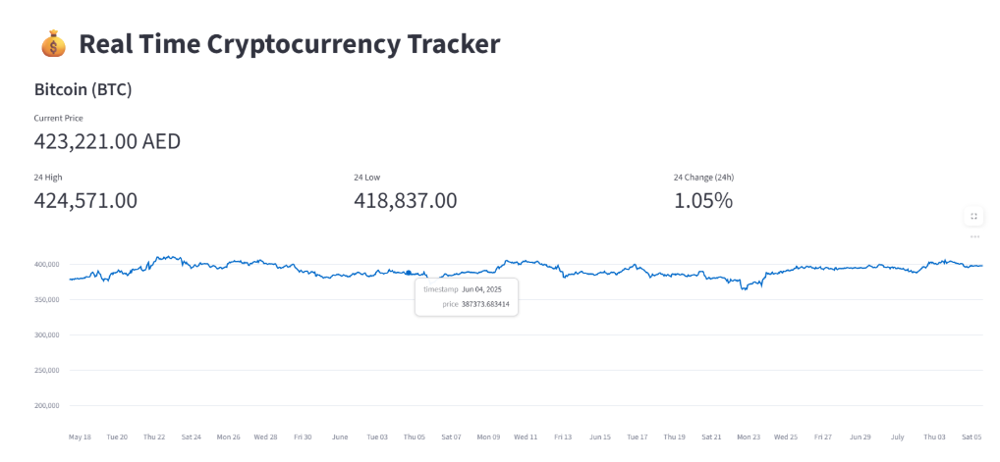 Real Time Cryptocurrency Tracker
Bitcoin (BTC)
Current Price
423,221.00 AED
24 High 24 Low 24 Change (24h)
424,571.00 418,837.00 1.05%
400,000
timestamp Jun 04, 2025
350,000
price 387373.683414
300,000
250,000
200,000
May 18 Tue 20 Thu 22 Sat 24 Mon 26 Wed 28 Fri 30 June Tue 03 Thu 05 Sat 07 Mon 09 Wed 11 Fri 13 Jun 15 Tue 17 Thu 19 Sat 21 Mon 23 Wed 25 Fri 27 Jun 29 July Thu 03 Sat 05